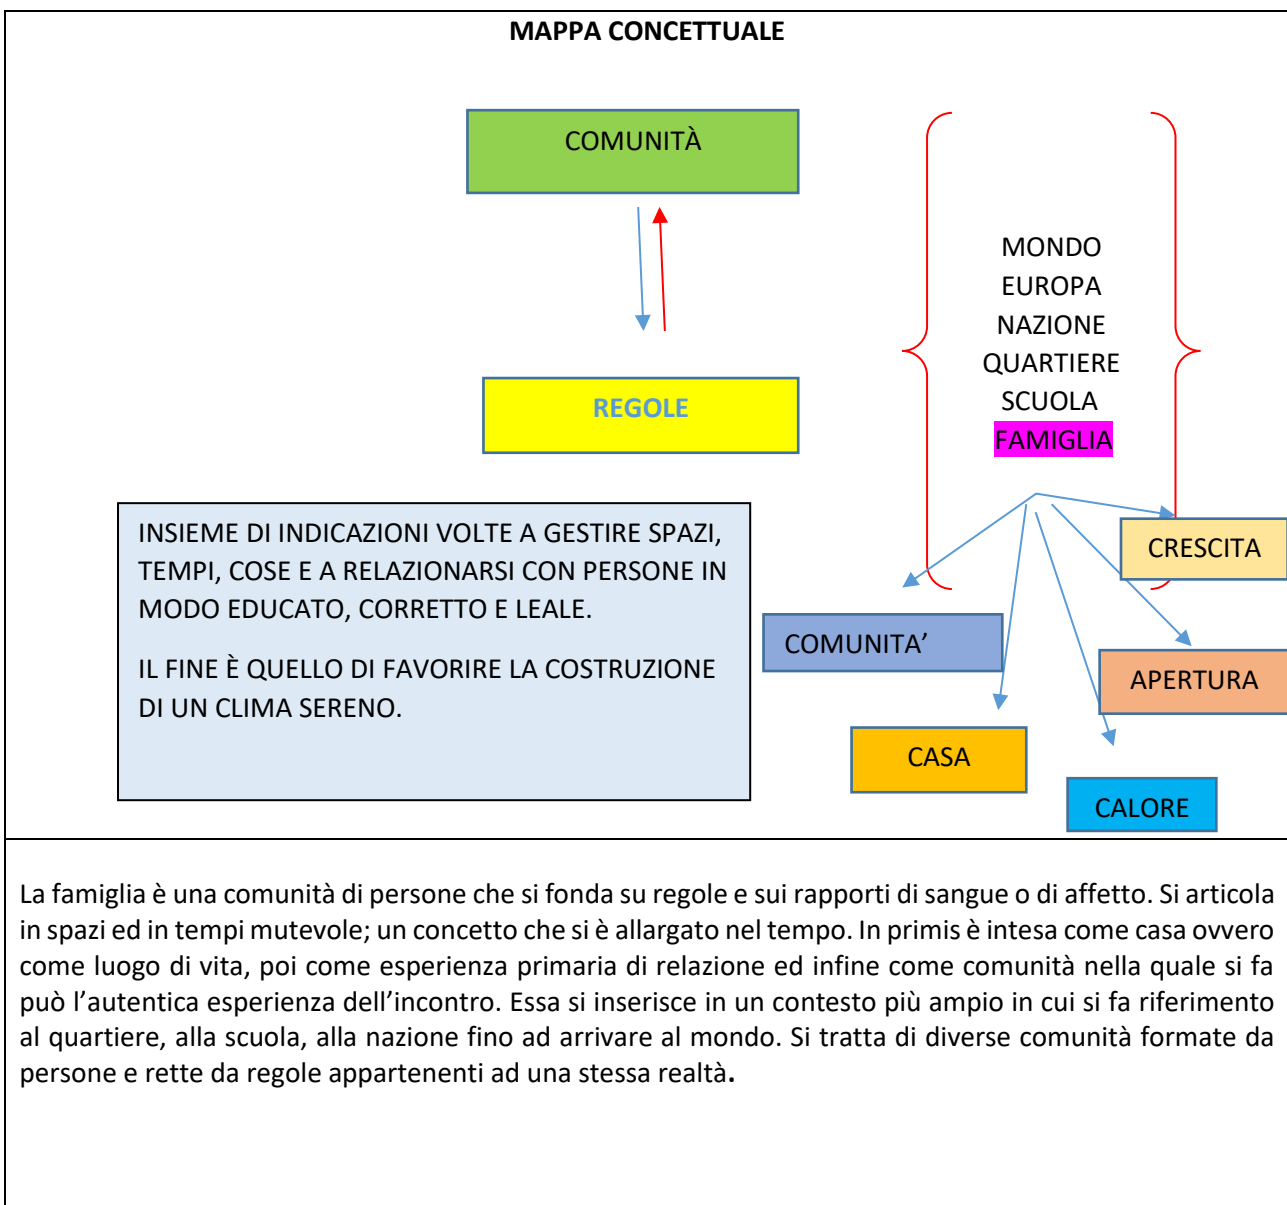 MAPPA CONCETTUALE
COMUNITÀ
REGOLE
MONDO
EUROPA
NAZIONE
QUARTIERE
SCUOLA
FAMIGLIA
INSIEME DI INDICAZIONI VOLTE A GESTIRE SPAZI,
TEMPI, COSE E A RELAZIONARSI CON PERSONE IN
MODO EDUCATO, CORRETTO E LEALE.
IL FINE È QUELLO DI FAVORIRE LA COSTRUZIONE
DI UN CLIMA SERENO.
CRESCITA
COMUNITA’
APERTURA
CASA
CALORE
La famiglia è una comunità di persone che si fonda su regole e sui rapporti di sangue o di affetto. Si articola
in spazi ed in tempi mutevole; un concetto che si è allargato nel tempo. In primis è intesa come casa ovvero
come luogo di vita, poi come esperienza primaria di relazione ed infine come comunità nella quale si fa
può l’autentica esperienza dell’incontro. Essa si inserisce in un contesto più ampio in cui si fa riferimento
al quartiere, alla scuola, alla nazione fino ad arrivare al mondo. Si tratta di diverse comunità formate da
persone e rette da regole appartenenti ad una stessa realtà.